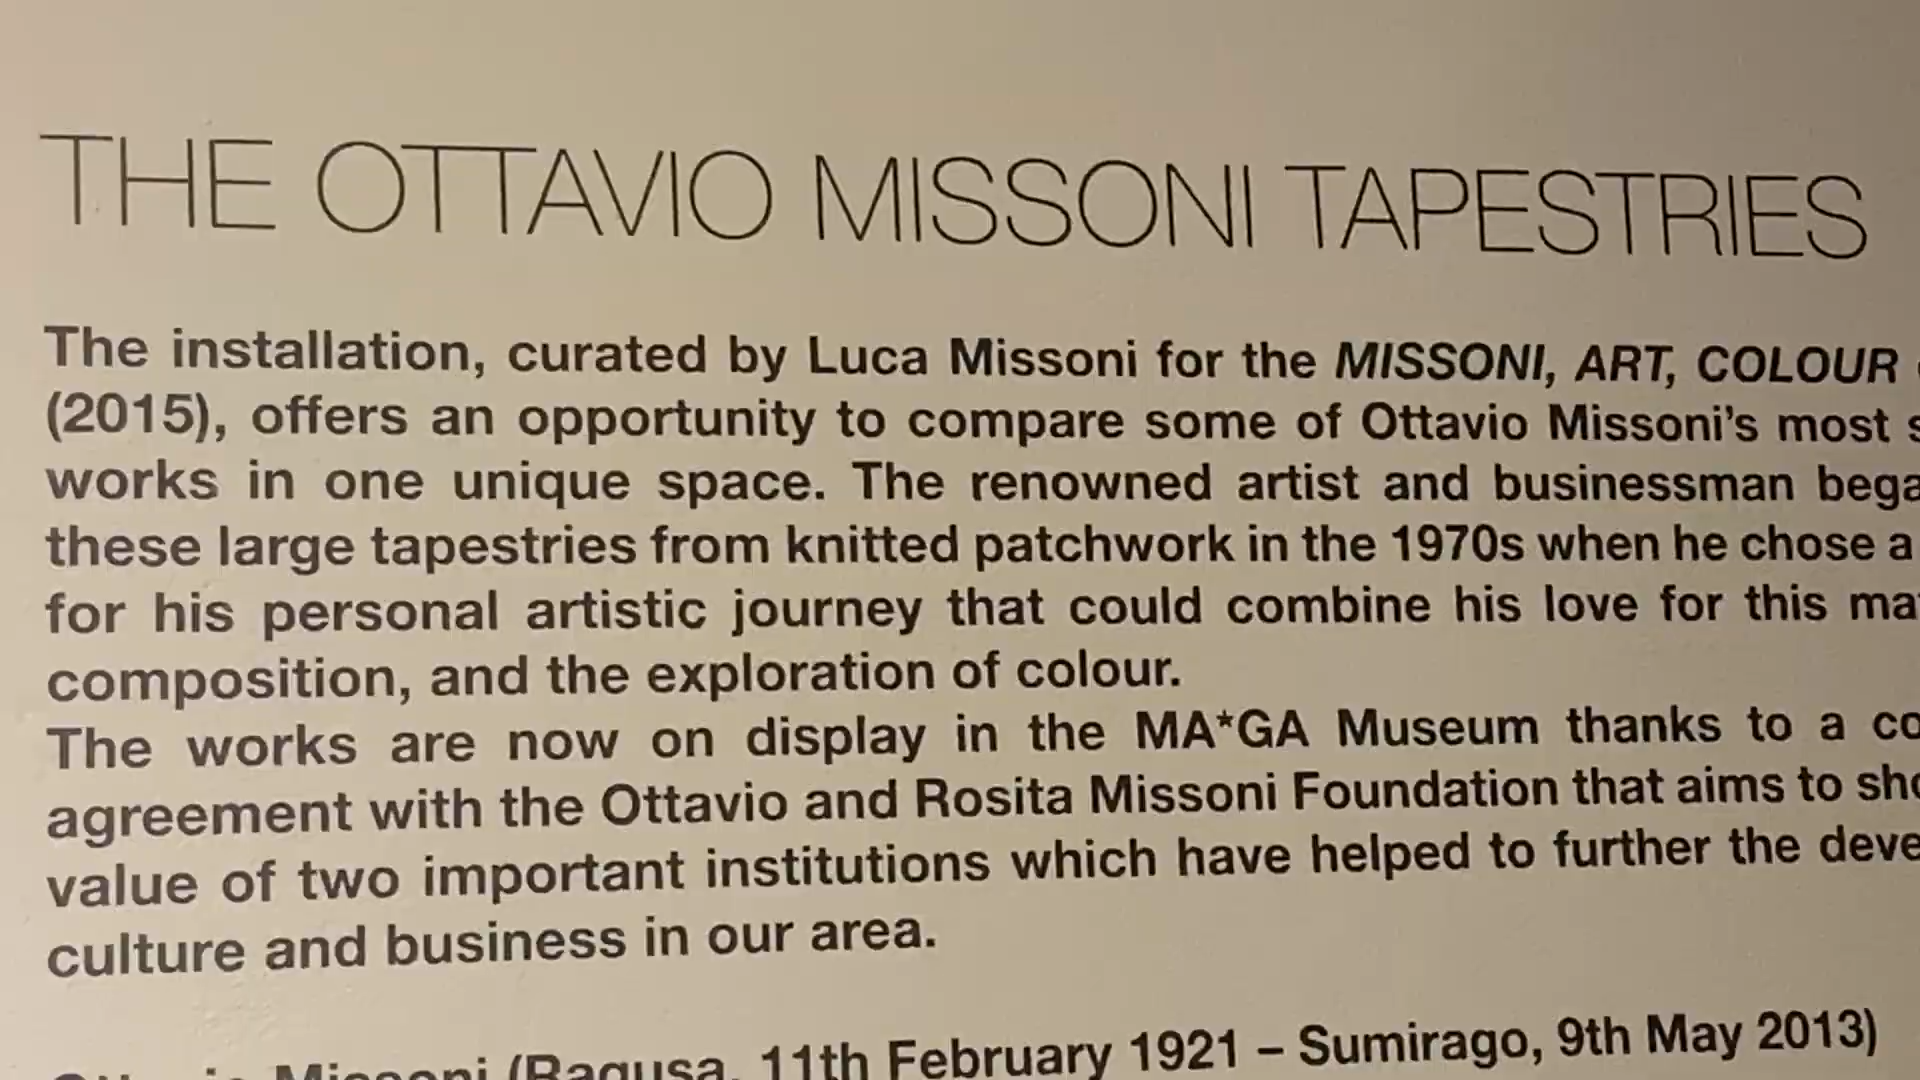 THE OTTAVIO MISSONI TAPESTRIES
The installation, curated by Luca Missoni for the MISSONI, ART, COLOUR
(2015), offers an opportunity to compare some of Ottavio Missoni's most
works in one unique space. The renowned artist and businessman bega
these large tapestries from knitted patchwork in the 1970s when he chose a
for his personal artistic journey that could combine his love for this ma
composition, and the exploration of colour.
The works are now on display in the MA*GA Museum thanks to a co
agreement with the Ottavio and Rosita Missoni Foundation that aims to sho
value of two important institutions which have helped to further the deve
culture and business in our area.
Missoni (Ragusa, 11th February 1921 – Sumirago, 9th May 2013)